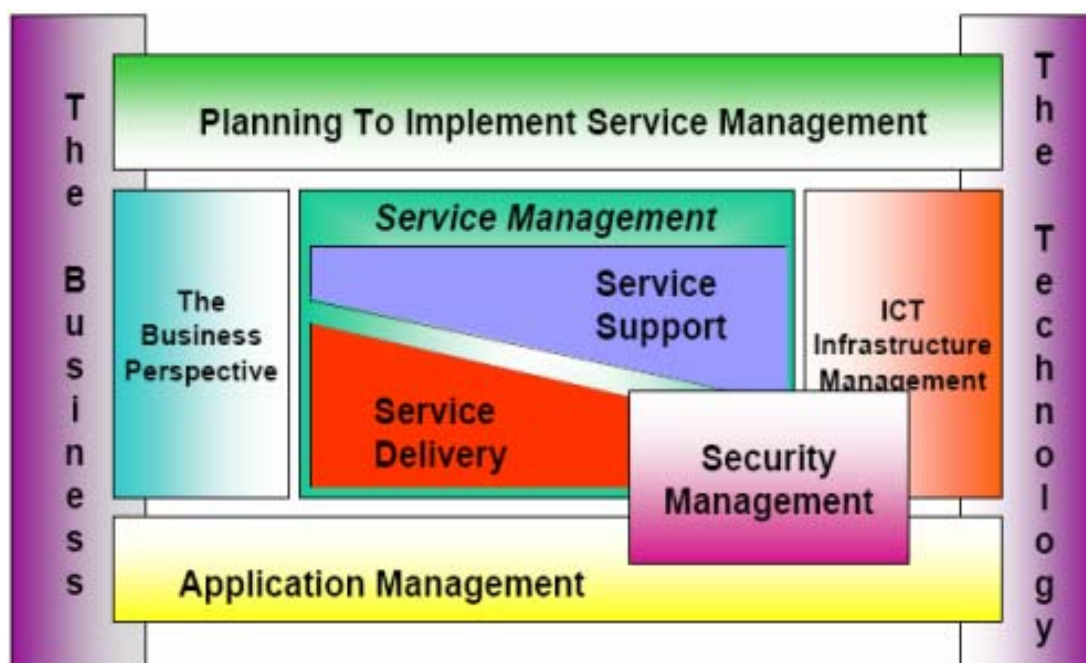 The Business
Planning To Implement Service Management
The
Business
Perspective
Service Management
Service
Support
Service
Delivery
ICT
Infrastructure
Management
Security
Management
Application Management
The Technology